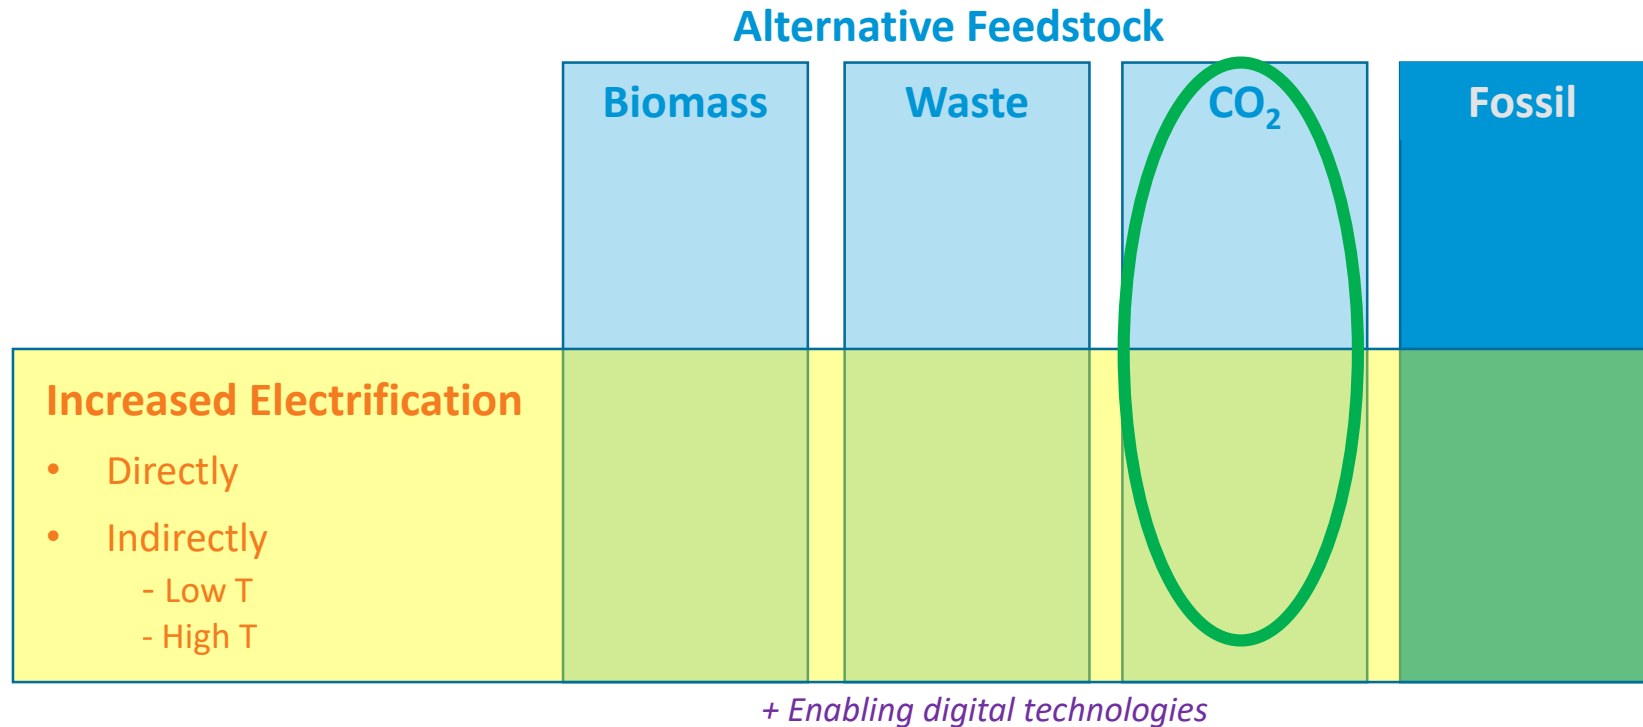 Alternative Feedstock
Biomass
Waste
CO₂
Fossil
Increased Electrification
• Directly
• Indirectly
- Low T
- High T
+ Enabling digital technologies